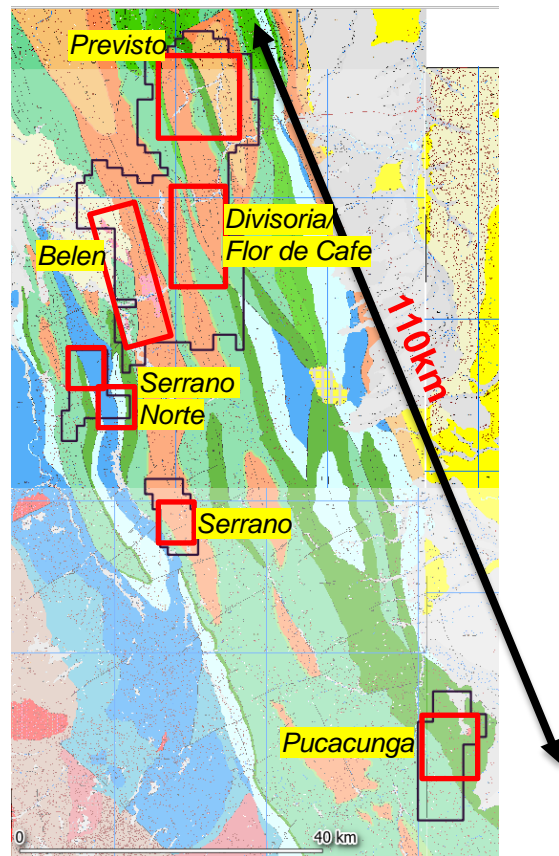 Previsto
Divisoria/
Flor de Cafe
Belen
110km
Serrano
Norte
Serrano
Pucacunga
0 40 km